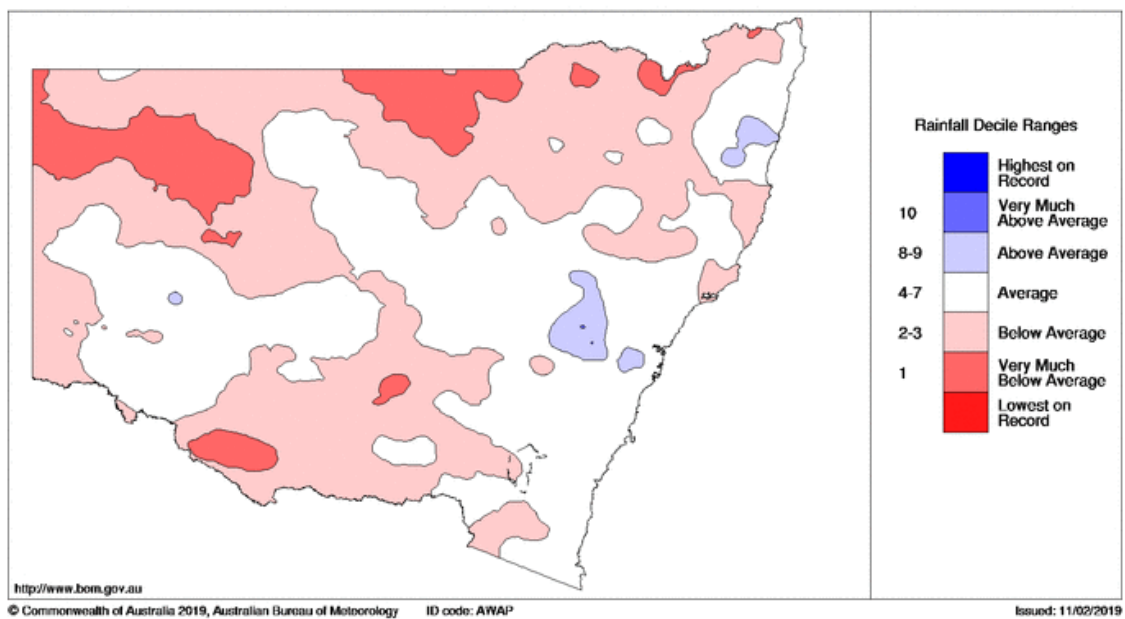 Rainfall Decile Ranges
Highest on
Record
10
Very Much
Above Average
8-9
Above Average
4-7
Average
2-3
Below Average
1
Very Much
Below Average
Lowest on
Record
http://www.bom.gov.au
© Commonwealth of Australia 2019, Australian Bureau of Meteorology ID code: AWAP Issued: 11/02/2019